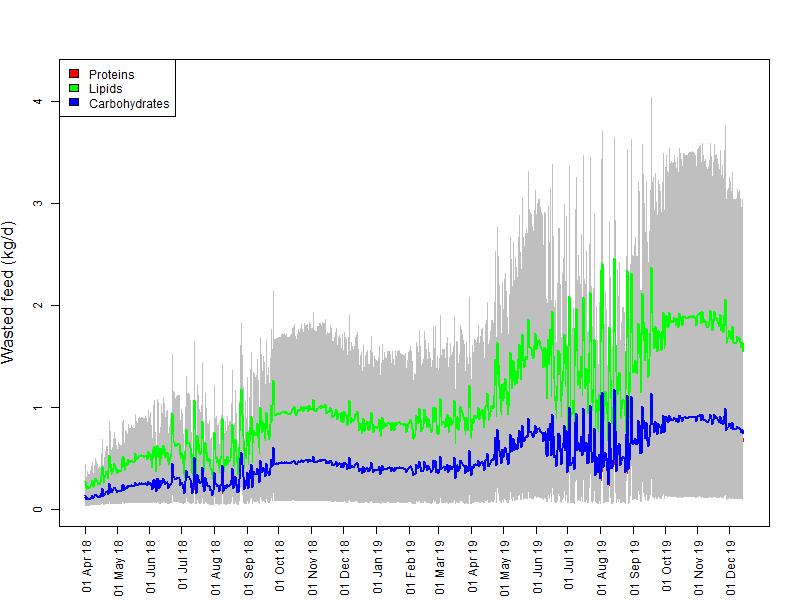 Proteins
Lipids
Carbohydrates
Wasted feed (kg/d)
4
3
2
1
0
01 Apr 18
01 May 18
01 Jun 18
01 Jul 18
01 Aug 18
01 Sep 18
01 Oct 18
01 Nov 18
01 Dec 18
01 Jan 19
01 Feb 19
01 Mar 19
01 Apr 19
01 May 19
01 Jun 19
01 Jul 19
01 Aug 19
01 Sep 19
01 Oct 19
01 Nov 19
01 Dec 19